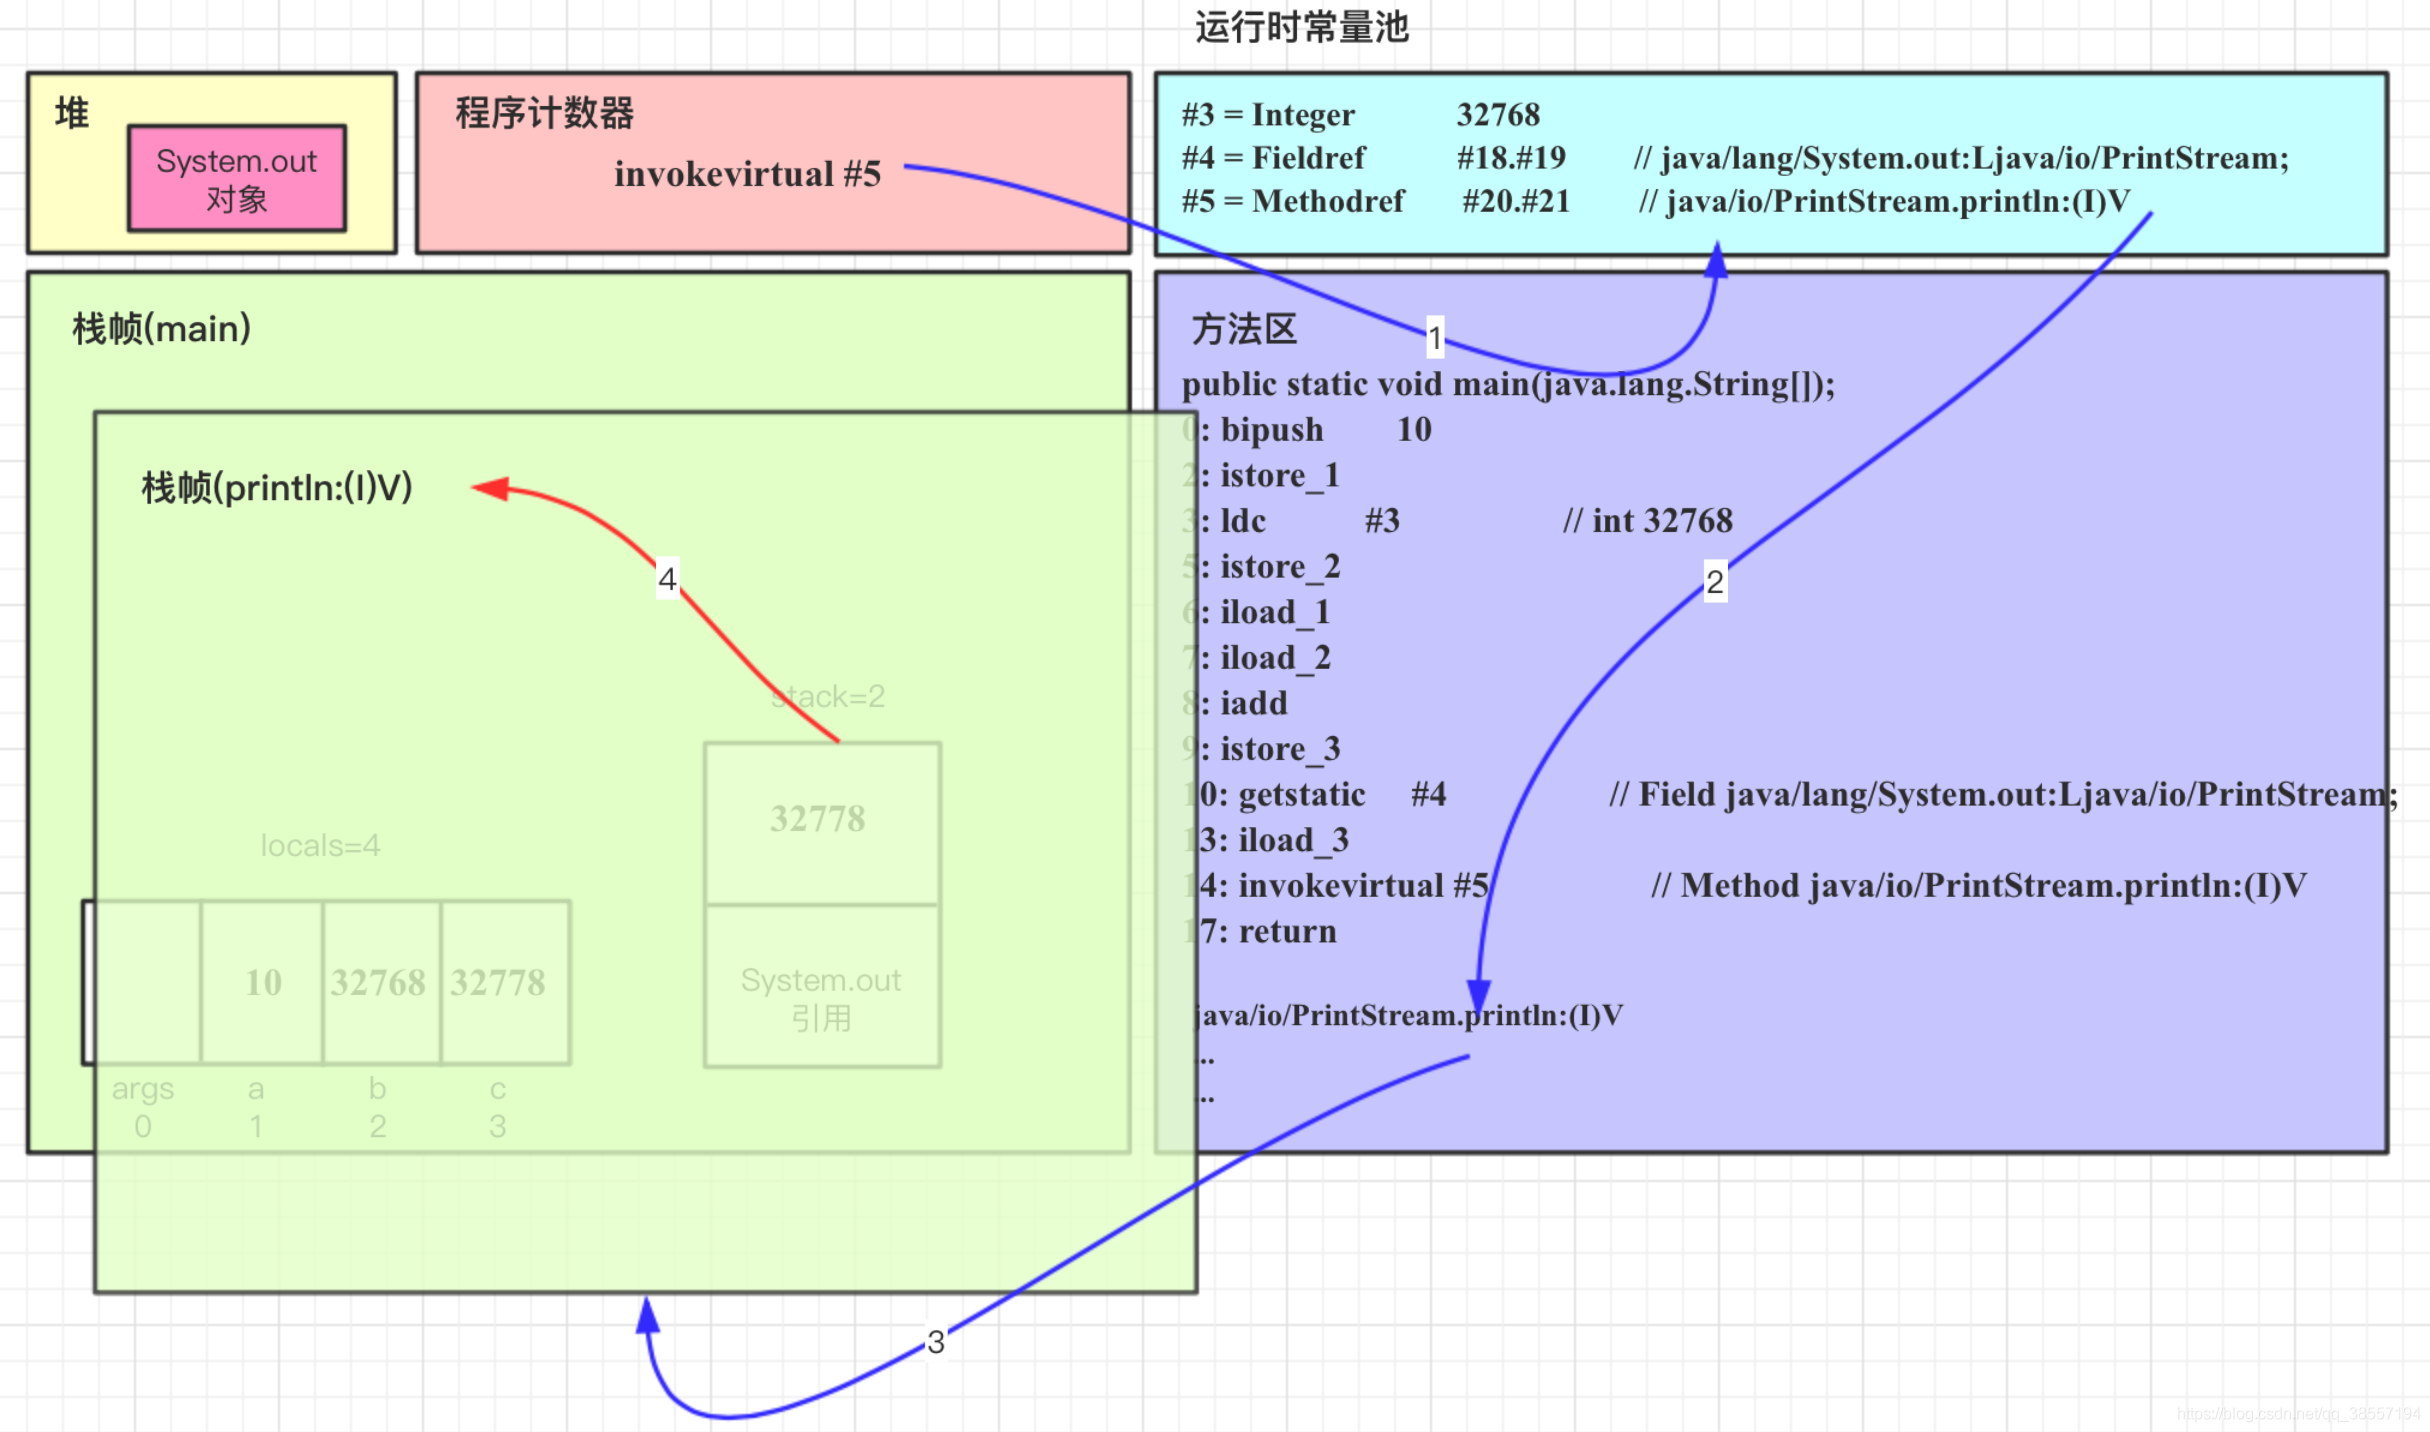 运行时常量池
堆
System.out
对象
程序计数器
invokevirtual #5
#3 = Integer 32768
#4 = Fieldref #18.#19 // java/lang/System.out:Ljava/io/PrintStream;
#5 = Methodref #20.#21 // java/io/PrintStream.println:(I)V
栈帧(main)
栈帧(println:(I)V)
4
stack=2
32778
System.out
引用
locals=4
10 32768 32778
args a b c
0 1 2 3
方法区
1
public static void main(java.lang.String[]);
0: bipush 10
2: istore_1
3: ldc #3 // int 32768
5: istore_2
6: iload_1
7: iload_2
8: iadd
9: istore_3
10: getstatic #4 // Field java/lang/System.out:Ljava/io/PrintStream;
13: iload_3
14: invokevirtual #5 // Method java/io/PrintStream.println:(I)V
17: return
2
java/io/PrintStream.println:(I)V
...
...
3
https://blog.csdn.net/qq_38557194